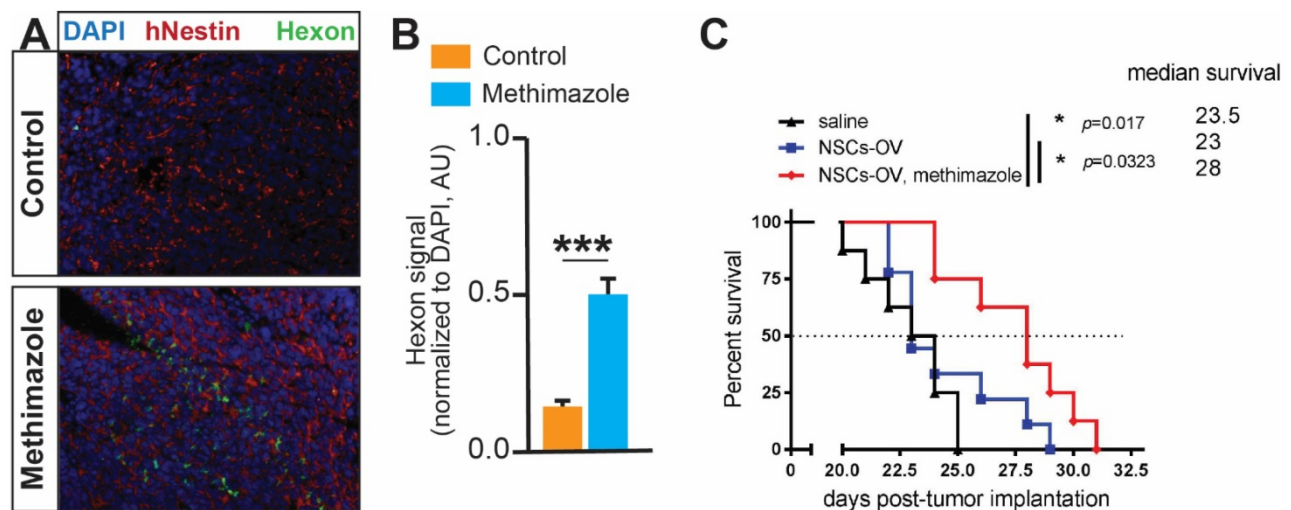 A
DAPI hNestin Hexon
Control
Methimazole
B
Control
Methimazole
Hexon signal
(normalized to DAPI, AU)
1.0
0.5
0.0
***
C
median survival
saline * p=0.017 23.5
NSCs-OV 23
* p=0.0323
NSCs-OV, methimazole 28
Percent survival
100
75
50
25
0
0 20.0 22.5 25.0 27.5 30.0 32.5
days post-tumor implantation